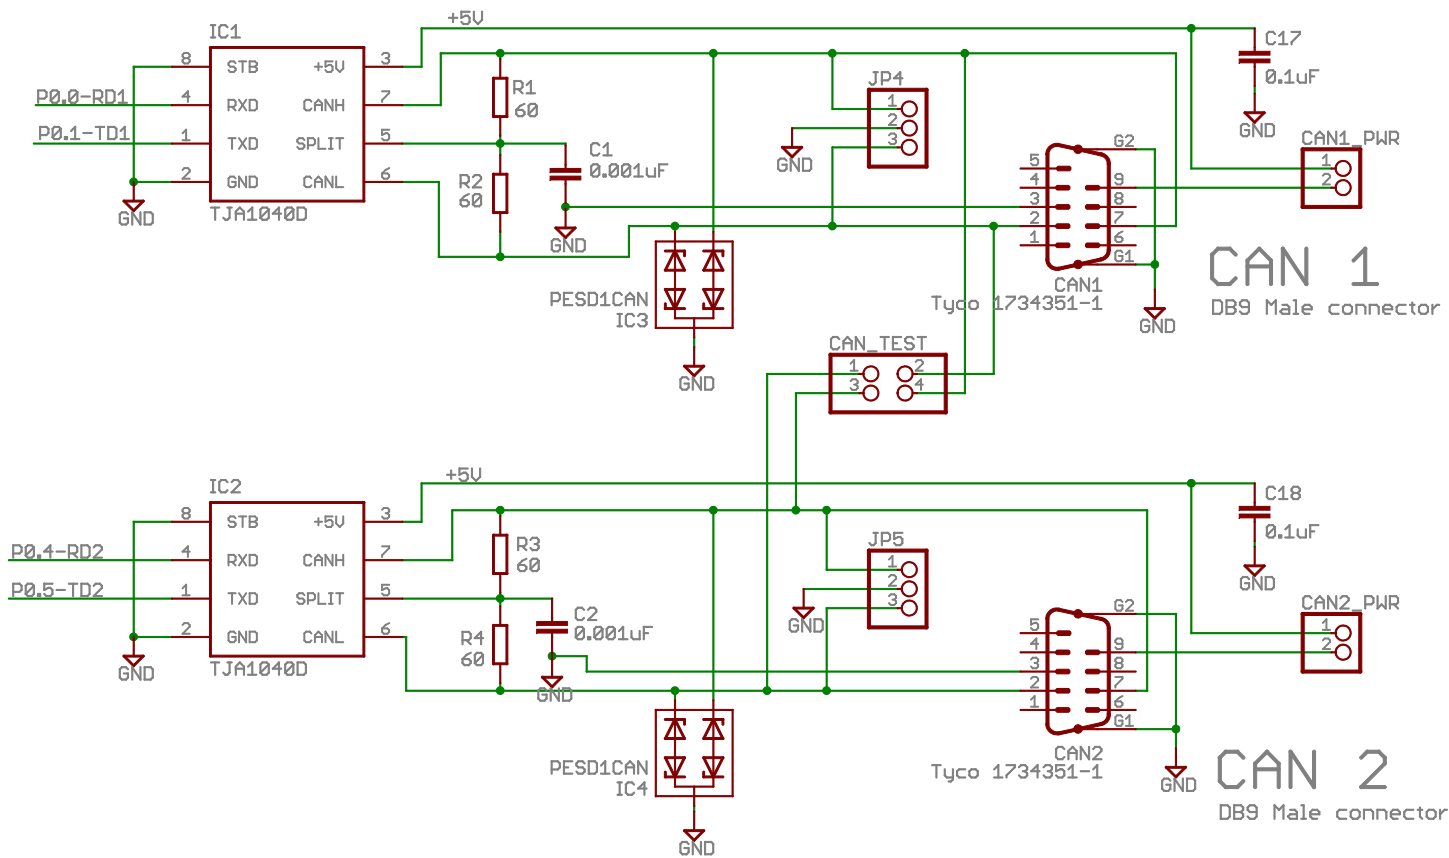 +5V
IC1
8 STB +5V 3
4 RXD CANH 7
1 TXD SPLIT 5
2 GND CANL 6
P0.0-RD1
P0.1-TD1
GND
TJA1040D
R1
60
R2
60
C1
0.001uF
GND
PESD1CAN
IC3
GND
JP4
1
2
3
GND
5
4
3
2
1
G2
9
8
7
6
G1
CAN1
Tyco 1734351-1
GND
C17
0.1uF
GND
CAN1_PWR
1
2
CAN 1
DB9 Male connector
CAN_TEST
1 2
3 4
+5V
IC2
8 STB +5V 3
4 RXD CANH 7
1 TXD SPLIT 5
2 GND CANL 6
P0.4-RD2
P0.5-TD2
GND
TJA1040D
R3
60
R4
60
C2
0.001uF
GND
PESD1CAN
IC4
GND
JP5
1
2
3
GND
5
4
3
2
1
G2
9
8
7
6
G1
CAN2
Tyco 1734351-1
GND
C18
0.1uF
GND
CAN2_PWR
1
2
CAN 2
DB9 Male connector